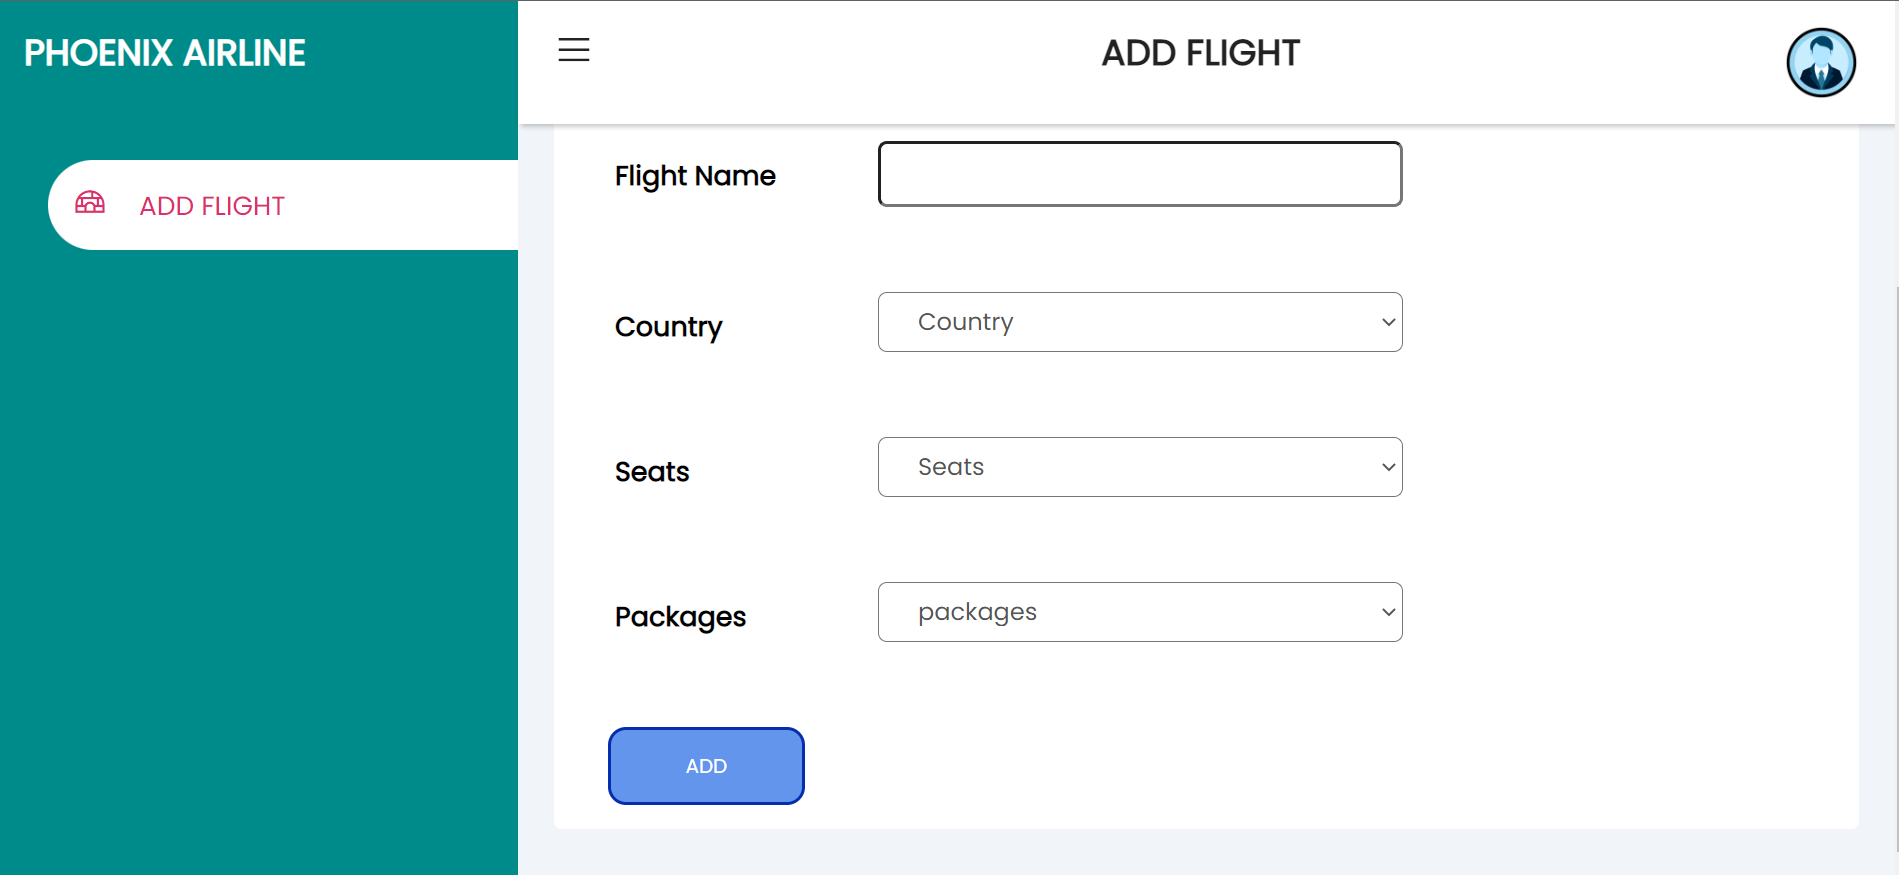 PHOENIX AIRLINE
ADD FLIGHT
ADD FLIGHT
Flight Name
Country
Country
Seats
Seats
Packages
packages
ADD